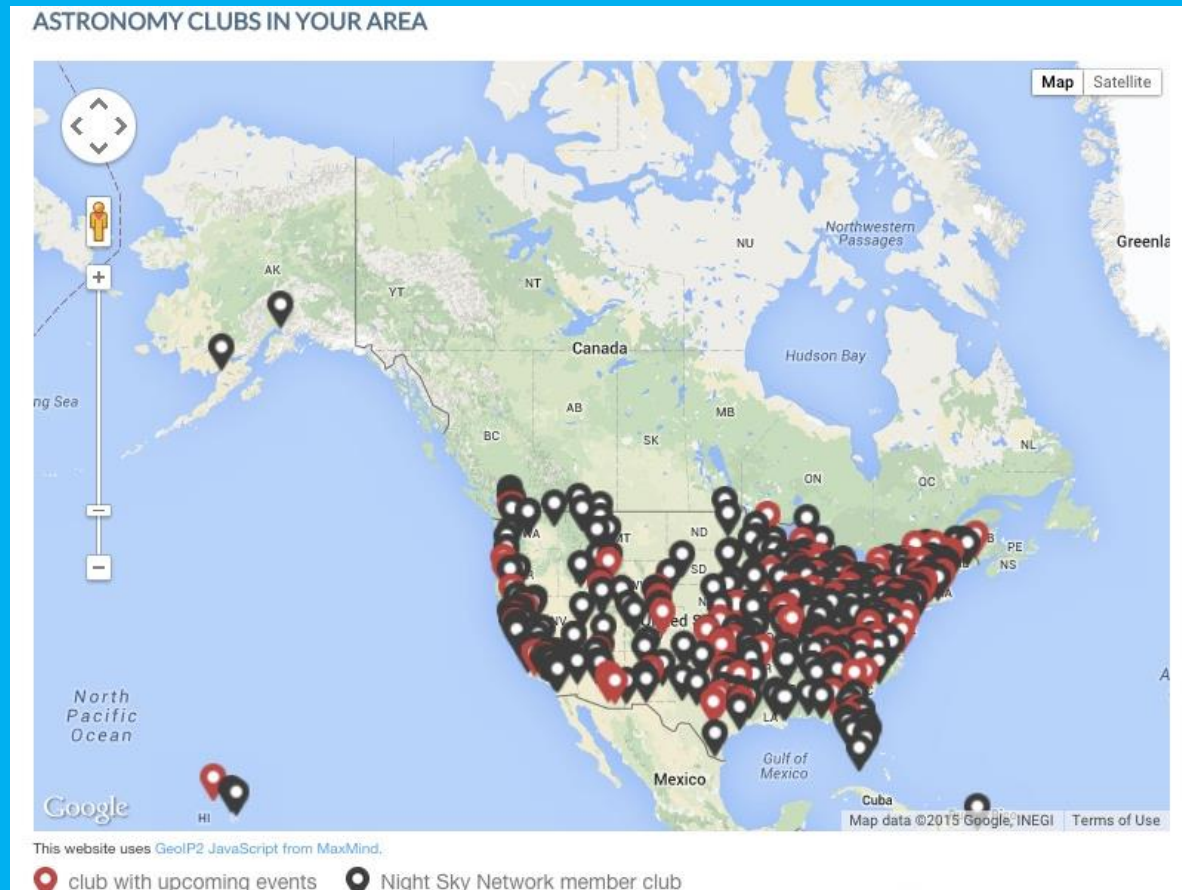 ASTRONOMY CLUBS IN YOUR AREA
Map Satellite
Northwestern
Passages
NU
Greenla
AK
YT
NT
Canada
Hudson Bay
ng Sea
AB
MB
BC
SK
NL
ON
QC
WA
ND
MT
PE
NS
SD
NV
North
Pacific
Ocean
LA
Gulf of
Mexico
Mexico
Cuba
HI
Google
Map data ©2015 Google, INEGI Terms of Use
This website uses GeoIP2 JavaScript from MaxMind.
club with upcoming events Night Sky Network member club